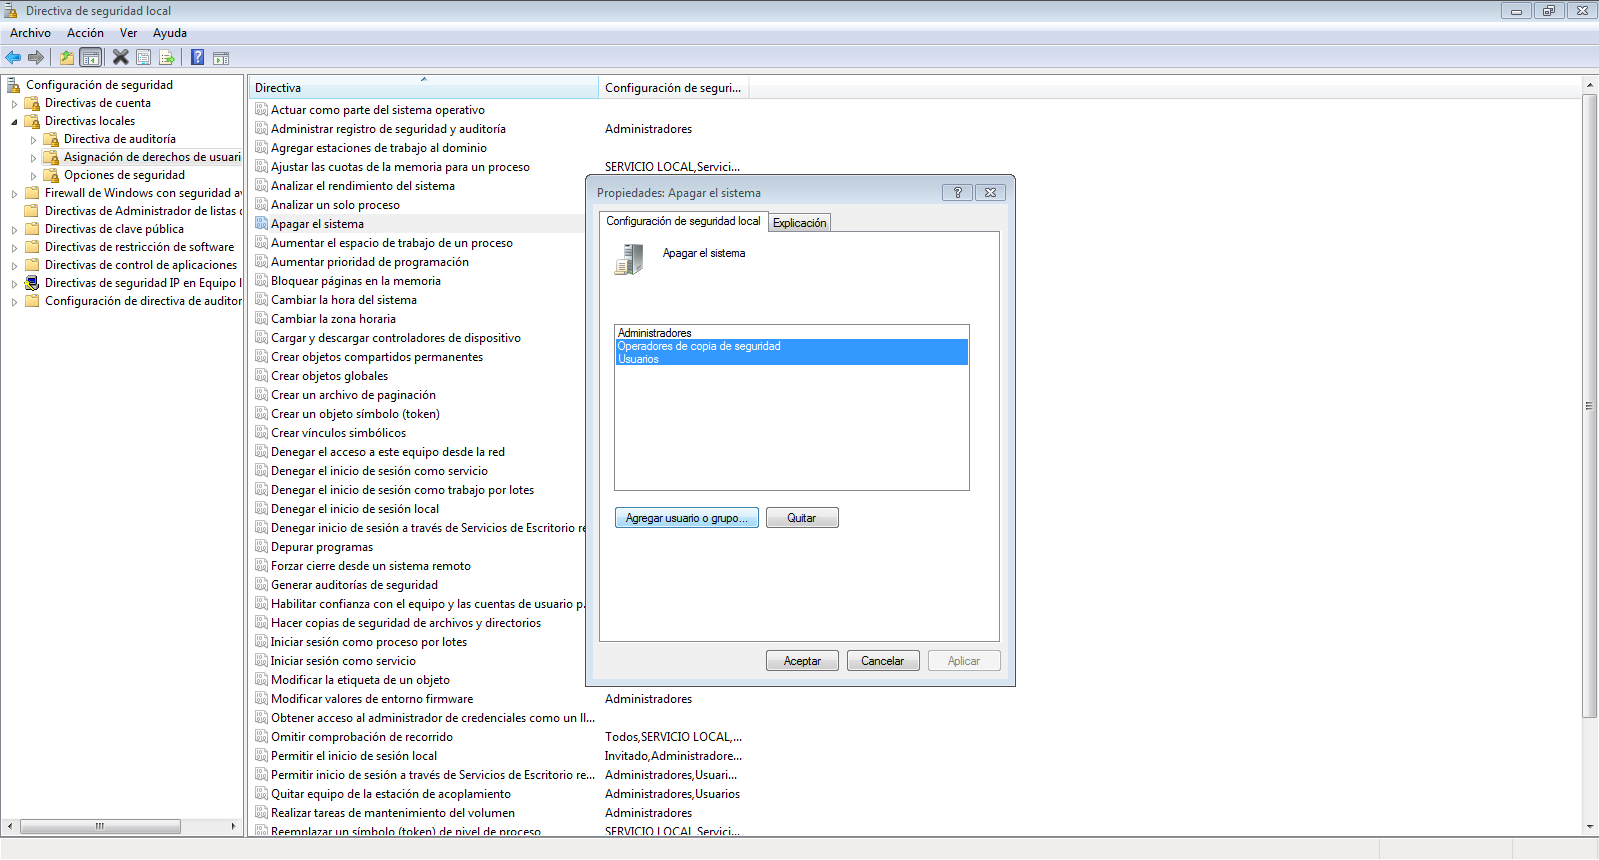 Directiva de seguridad local
Archivo Acción Ver Ayuda
Configuración de seguridad
Directivas de cuenta
Directivas locales
Directiva de auditoría
Asignación de derechos de usuari
Opciones de seguridad
Firewall de Windows con seguridad av
Directivas de Administrador de listas c
Directivas de clave pública
Directivas de restricción de software
Directivas de control de aplicaciones
Directivas de seguridad IP en Equipo l
Configuración de directiva de auditor
Directiva Configuración de seguri...
Actuar como parte del sistema operativo
Administrar registro de seguridad y auditoría Administradores
Agregar estaciones de trabajo al dominio
Ajustar las cuotas de la memoria para un proceso SERVICIO LOCAL,Servici...
Analizar el rendimiento del sistema
Analizar un solo proceso
Apagar el sistema
Aumentar el espacio de trabajo de un proceso
Aumentar prioridad de programación
Bloquear páginas en la memoria
Cambiar la hora del sistema
Cambiar la zona horaria
Cargar y descargar controladores de dispositivo
Crear objetos compartidos permanentes
Crear objetos globales
Crear un archivo de paginación
Crear un objeto símbolo (token)
Crear vínculos simbólicos
Denegar el acceso a este equipo desde la red
Denegar el inicio de sesión como servicio
Denegar el inicio de sesión como trabajo por lotes
Denegar el inicio de sesión local
Denegar inicio de sesión a través de Servicios de Escritorio re
Depurar programas
Forzar cierre desde un sistema remoto
Generar auditorías de seguridad
Habilitar confianza con el equipo y las cuentas de usuario p.
Hacer copias de seguridad de archivos y directorios
Iniciar sesión como proceso por lotes
Iniciar sesión como servicio
Modificar la etiqueta de un objeto
Modificar valores de entorno firmware Administradores
Obtener acceso al administrador de credenciales como un ll...
Omitir comprobación de recorrido Todos,SERVICIO LOCAL,...
Permitir el inicio de sesión local Invitado,Administradore...
Permitir inicio de sesión a través de Servicios de Escritorio re... Administradores,Usuari...
Quitar equipo de la estación de acoplamiento Administradores,Usuarios
Realizar tareas de mantenimiento del volumen Administradores
Reemplazar un símbolo (token) de nivel de proceso SERVICIO LOCAL,Servici...
Propiedades: Apagar el sistema
Configuración de seguridad local Explicación
Apagar el sistema
Administradores
Operadores de copia de seguridad
Usuarios
Agregar usuario o grupo... Quitar
Aceptar Cancelar Aplicar